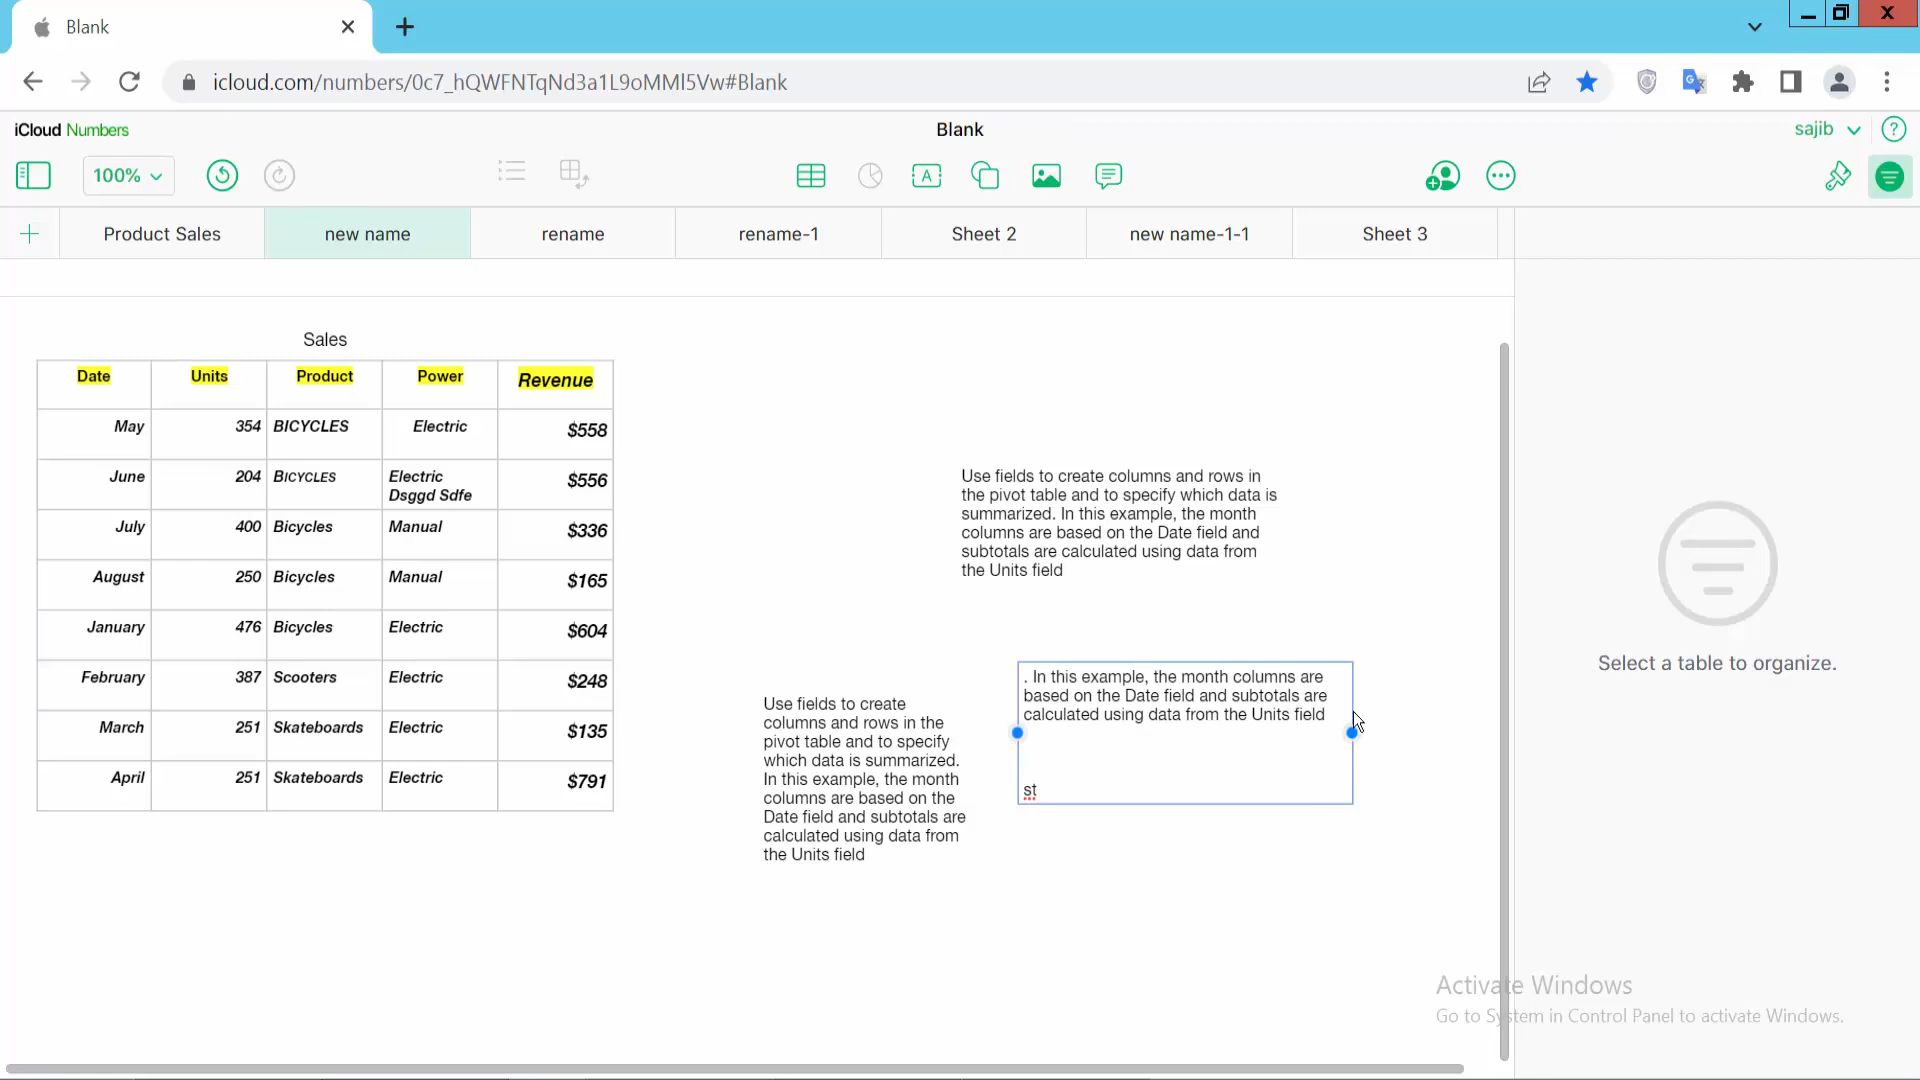 Blank
icloud.com/numbers/0c7_hQWFNTqNd3a1L9oMMl5Vw#Blank
iCloud Numbers
Blank
sajib
100%
Product Sales
new name
rename
rename-1
Sheet 2
new name-1-1
Sheet 3
Sales
Date Units Product Power Revenue
May 354 BICYCLES Electric $558
June 204 BICYCLES Electric $556
Dsggd Sdfe
July 400 Bicycles Manual $336
August 250 Bicycles Manual $165
January 476 Bicycles Electric $604
February 387 Scooters Electric $248
March 251 Skateboards Electric $135
April 251 Skateboards Electric $791
Use fields to create columns and rows in
the pivot table and to specify which data is
summarized. In this example, the month
columns are based on the Date field and
subtotals are calculated using data from
the Units field
Use fields to create
columns and rows in the
pivot table and to specify
which data is summarized.
In this example, the month
columns are based on the
Date field and subtotals are
calculated using data from
the Units field
. In this example, the month columns are
based on the Date field and subtotals are
calculated using data from the Units field
st
Select a table to organize.
Activate Windows
Go to System in Control Panel to activate Windows.